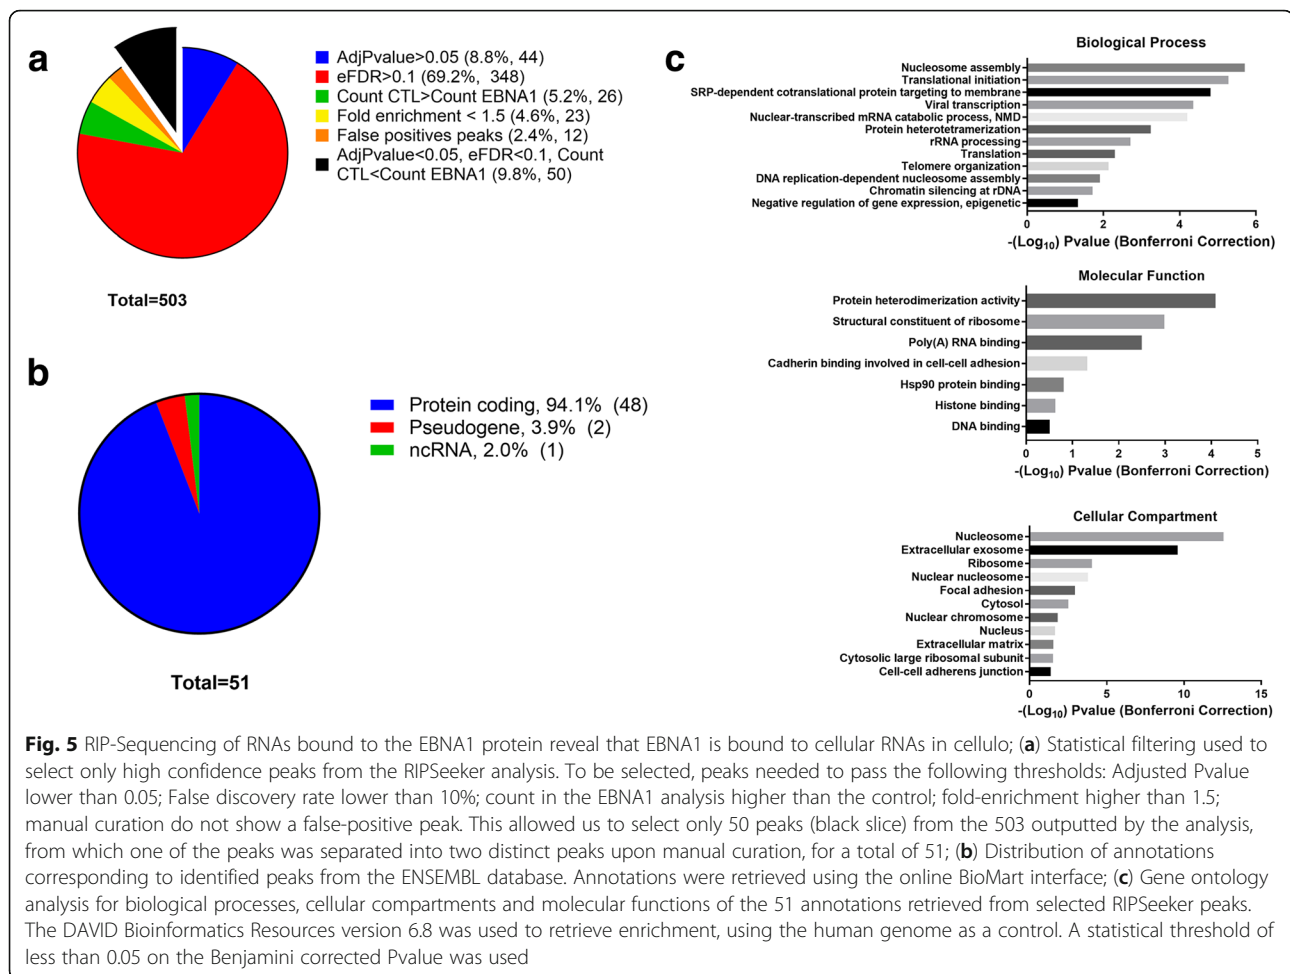 a
AdjPvalue>0.05 (8.8%, 44)
eFDR>0.1 (69.2%, 348)
Count CTL>Count EBNA1 (5.2%, 26)
Fold enrichment < 1.5 (4.6%, 23)
False positives peaks (2.4%, 12)
AdjPvalue<0.05, eFDR<0.1, Count
CTL<Count EBNA1 (9.8%, 50)
Total=503
b
Protein coding, 94.1% (48)
Pseudogene, 3.9% (2)
ncRNA, 2.0% (1)
Total=51
c
Biological Process
Nucleosome assembly
Translational initiation
SRP-dependent cotranslational protein targeting to membrane
Viral transcription
Nuclear-transcribed mRNA catabolic process, NMD
Protein heterotetramerization
rRNA processing
Translation
Telomere organization
DNA replication-dependent nucleosome assembly
Chromatin silencing at rDNA
Negative regulation of gene expression, epigenetic
0 2 4 6
-(Log10) Pvalue (Bonferroni Correction)
Molecular Function
Protein heterodimerization activity
Structural constituent of ribosome
Poly(A) RNA binding
Cadherin binding involved in cell-cell adhesion
Hsp90 protein binding
Histone binding
DNA binding
0 1 2 3 4 5
-(Log10) Pvalue (Bonferroni Correction)
Cellular Compartment
Nucleosome
Extracellular exosome
Ribosome
Nuclear nucleosome
Focal adhesion
Cytosol
Nuclear chromosome
Nucleus
Extracellular matrix
Cytosolic large ribosomal subunit
Cell-cell adherens junction
0 5 10 15
-(Log10) Pvalue (Bonferroni Correction)
Fig. 5 RIP-Sequencing of RNAs bound to the EBNA1 protein reveal that EBNA1 is bound to cellular RNAs in cellulo; (a) Statistical filtering used to
select only high confidence peaks from the RIPSeeker analysis. To be selected, peaks needed to pass the following thresholds: Adjusted Pvalue
lower than 0.05; False discovery rate lower than 10%; count in the EBNA1 analysis higher than the control; fold-enrichment higher than 1.5;
manual curation do not show a false-positive peak. This allowed us to select only 50 peaks (black slice) from the 503 outputted by the analysis,
from which one of the peaks was separated into two distinct peaks upon manual curation, for a total of 51; (b) Distribution of annotations
corresponding to identified peaks from the ENSEMBL database. Annotations were retrieved using the online BioMart interface; (c) Gene ontology
analysis for biological processes, cellular compartments and molecular functions of the 51 annotations retrieved from selected RIPSeeker peaks.
The DAVID Bioinformatics Resources version 6.8 was used to retrieve enrichment, using the human genome as a control. A statistical threshold of
less than 0.05 on the Benjamini corrected Pvalue was used